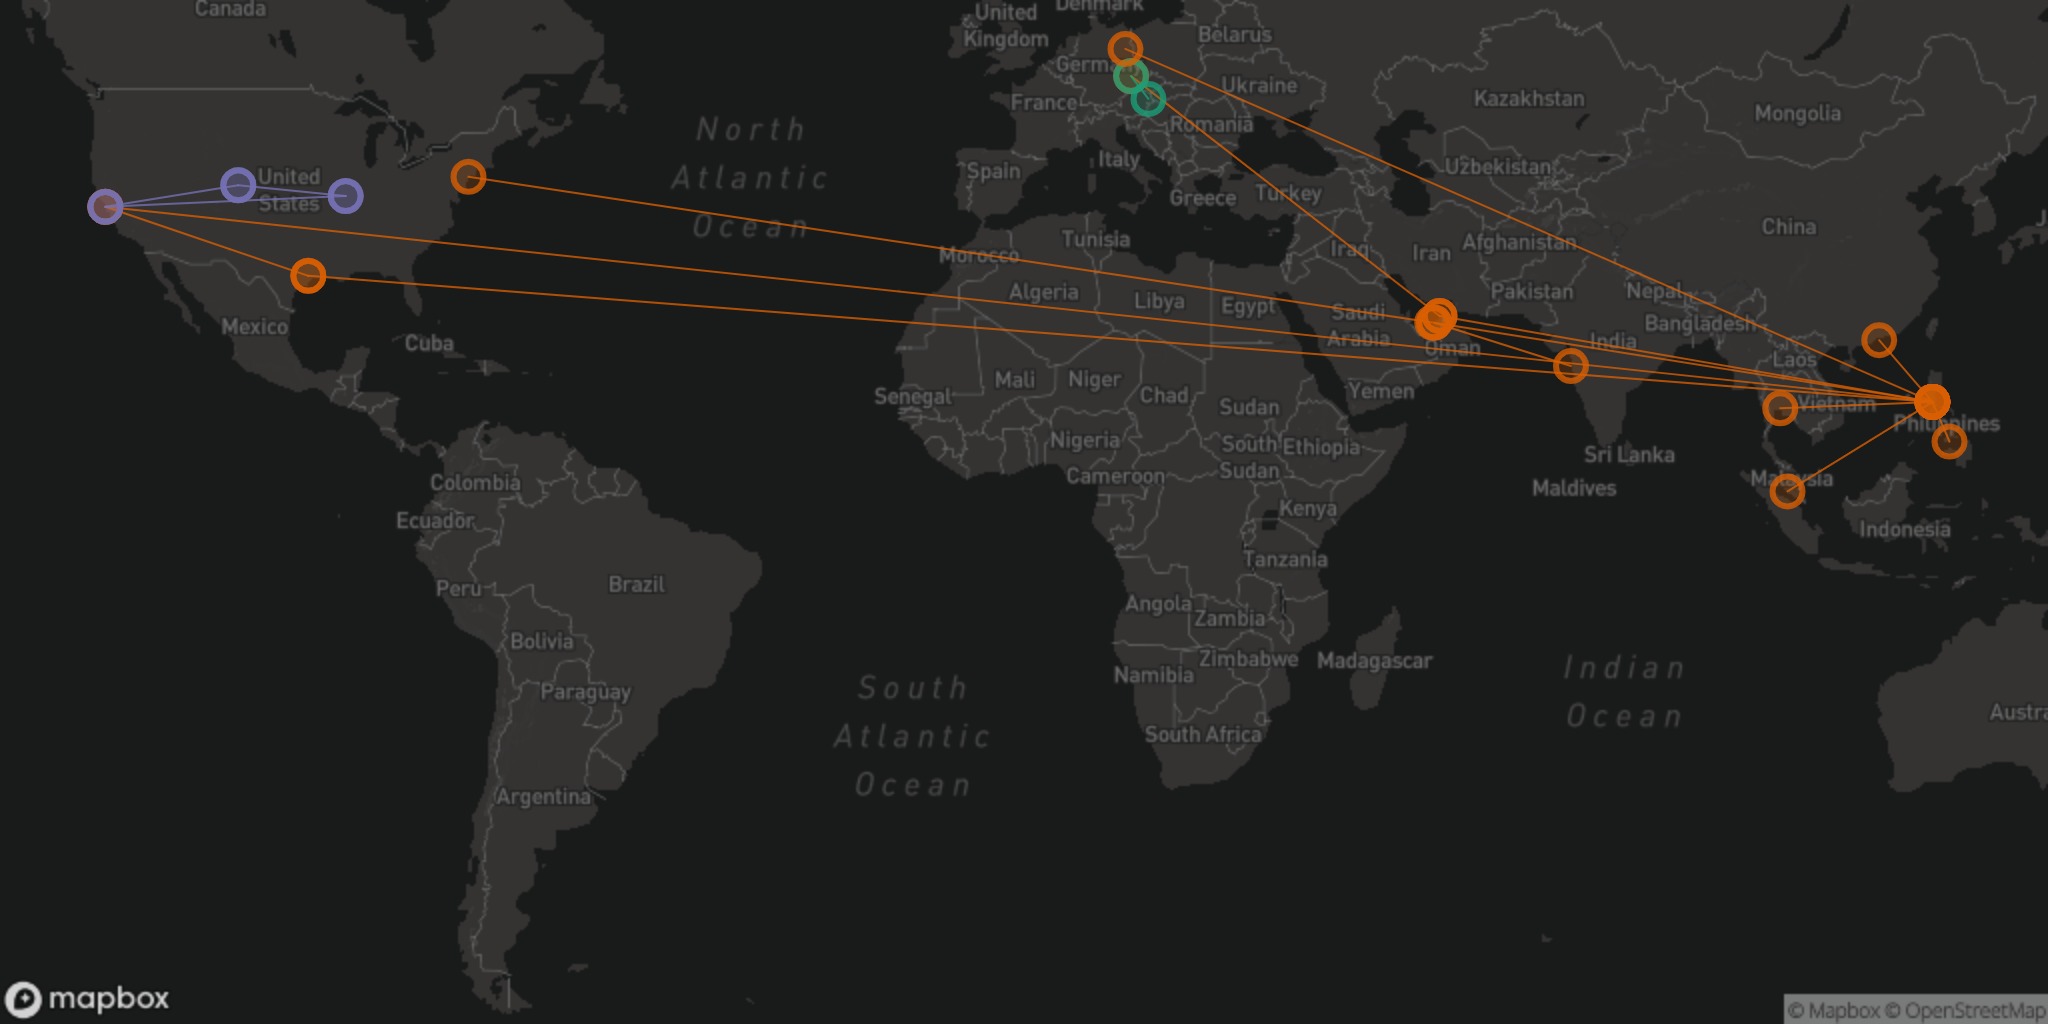 Canada
United
Kingdom
Denmark
Belarus
Germa
Ukraine
France
Kazakhstan
Mongolia
Romania
North
Atlantic
Ocean
Italy
Spain
Uzbekistan
United
States
Greece
Turkey
China
J
Tunisia
Morocco
Iraq
Iran
Afghanistan
Algeria
Libya
Egypt
Pakistan
Nepal
Saudi
Arabia
Bangladesh
Mexico
Cuba
Oman
India
Laos
Mali
Niger
Chad
Yemen
Senegal
Sudan
Vietnam
Philippines
Nigeria
South
Sudan
Ethiopia
Sri Lanka
Cameroon
Colombia
Maldives
Malaysia
Ecuador
Kenya
Indonesia
Tanzania
Peru
Brazil
Angola
Zambia
Bolivia
Zimbabwe
Madagascar
Namibia
Indian
Ocean
South
Atlantic
Ocean
Paraguay
Austra
South Africa
Argentina
mapbox
© Mapbox © OpenStreetMap